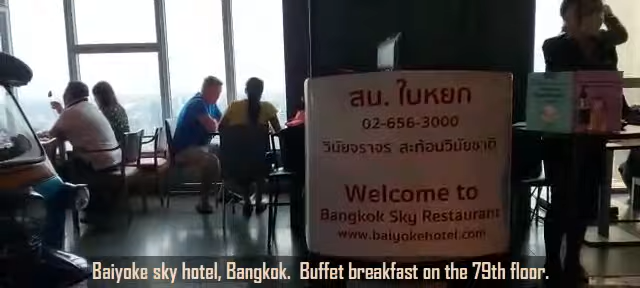 สน. ใบหยก
02-656-3000
วินัยจราจร สะท้อนวินัยชาติ
Welcome to
Bangkok Sky Restaurant
www.baiyokehotel.com
Baiyoke sky hotel, Bangkok. Buffet breakfast on the 79th floor.